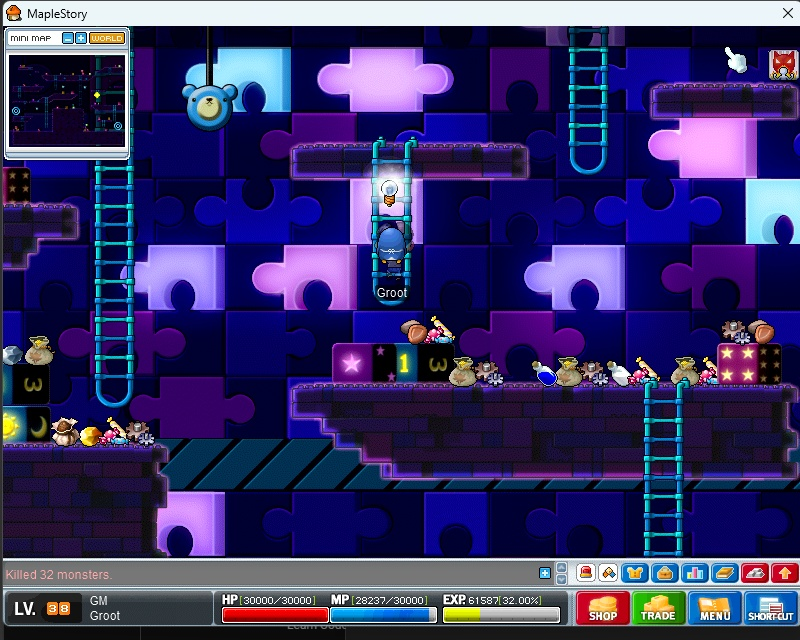 MapleStory
MINI MAP
WORLD
Groot
1
Killed 32 monsters.
LV. 38
GM
Groot
HP [30000/30000] MP [28237/30000] EXP. 61587[32.00%]
SHOP
TRADE
MENU
SHORTCUT